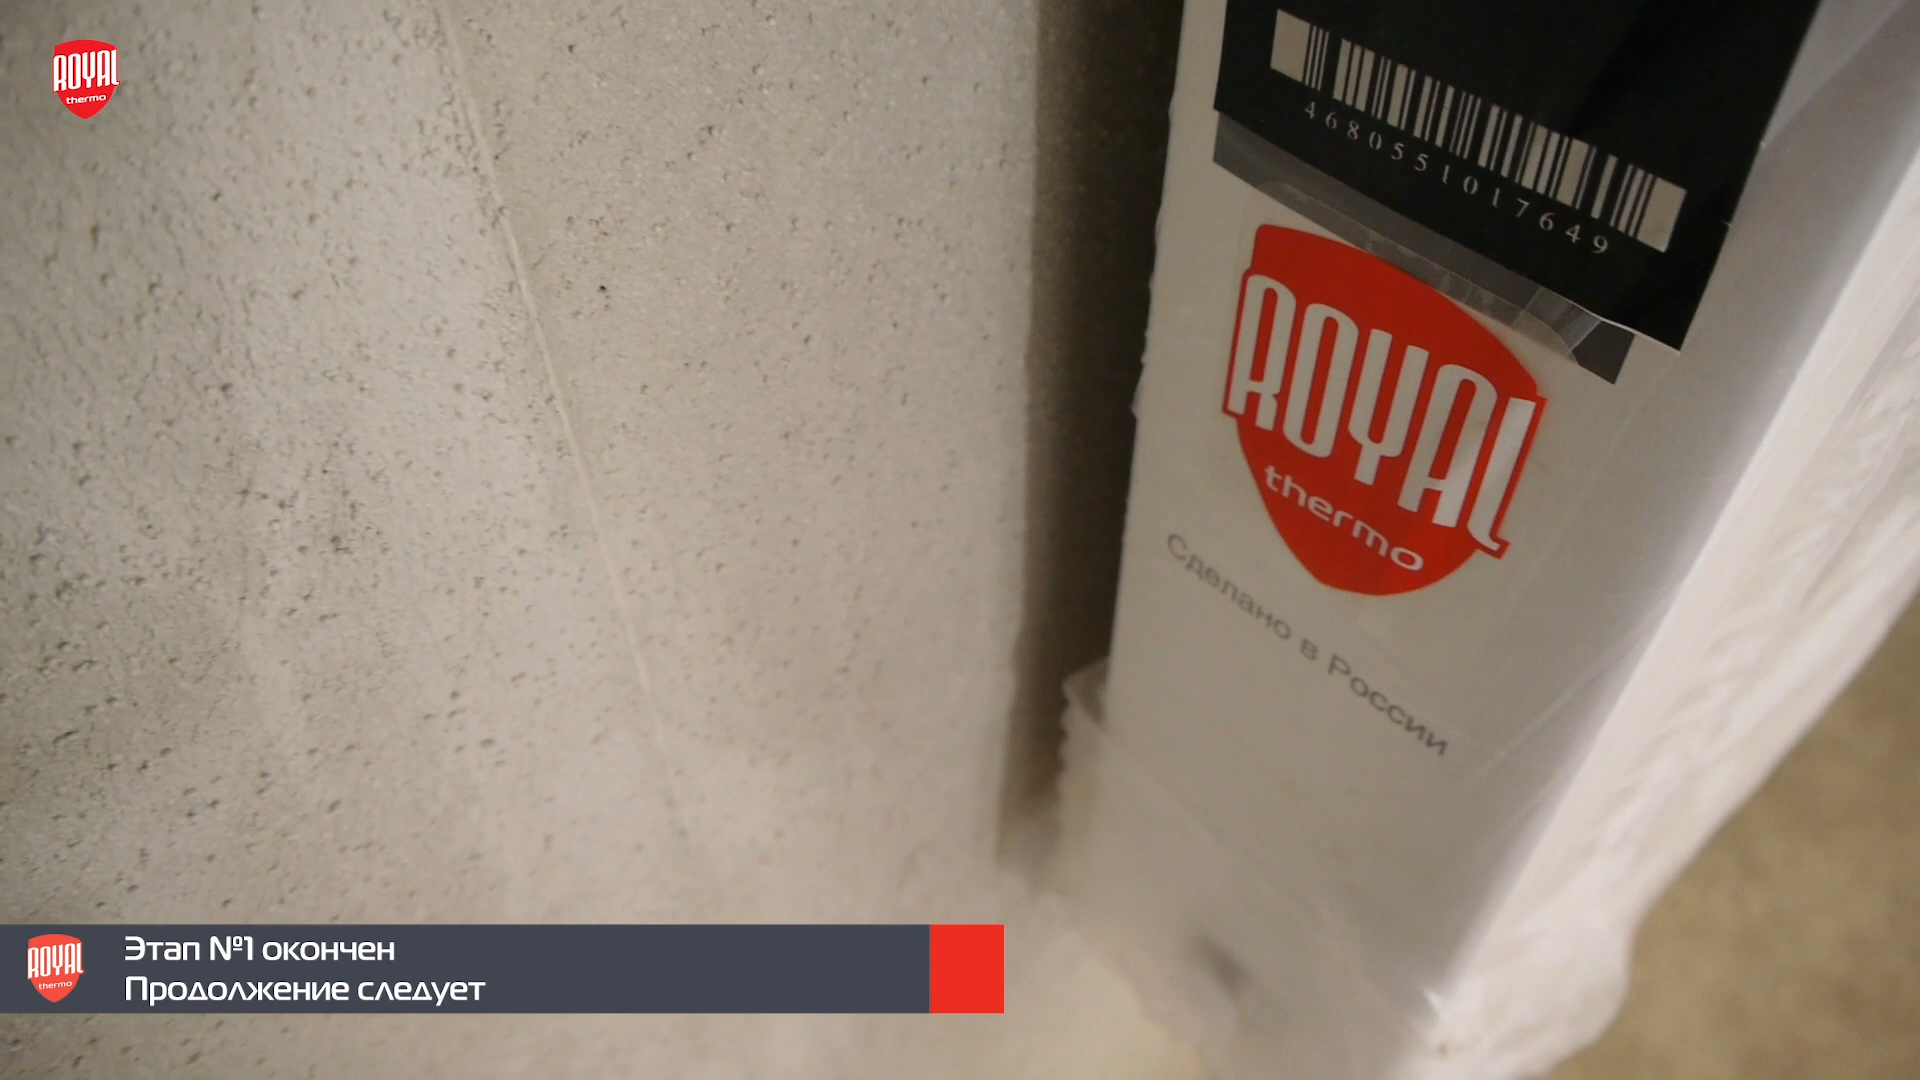 ROYAL
thermo
4680551017649
ROYAL
thermo
Сделано в России
ROYAL
thermo
Этап №1 окончен
Продолжение следует